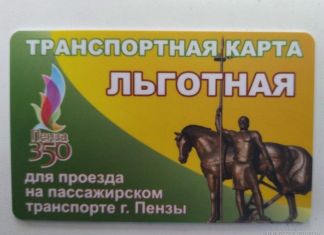 ТРАНСПОРТНАЯ КАРТА
ЛЬГОТНАЯ
Пенза
350
для проезда
на пассажирском
транспорте г. Пензы